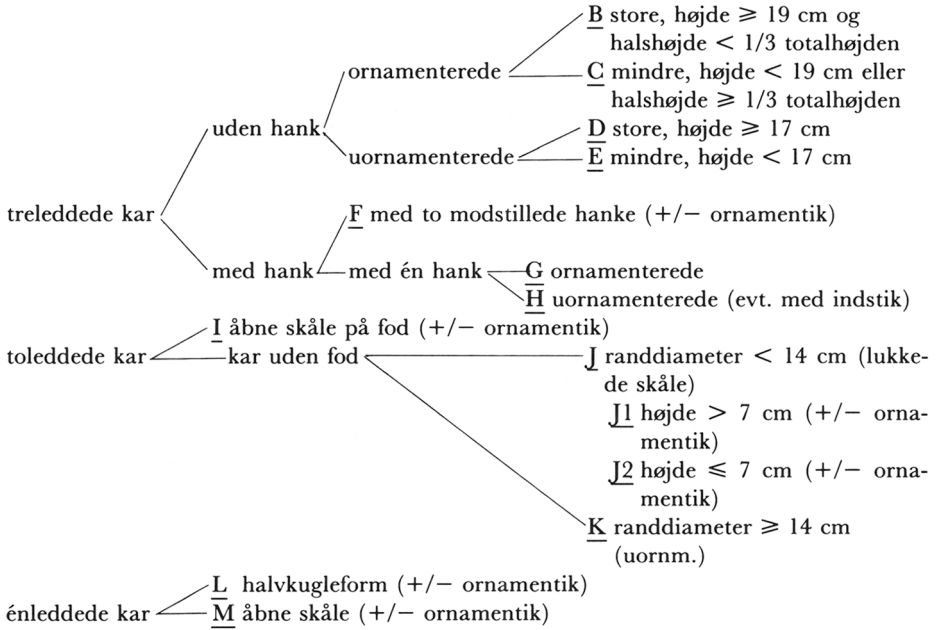 B store, højde ⩾ 19 cm og
halshøjde < 1/3 totalhøjden
ornamenterede
C mindre, højde < 19 cm eller
halshøjde ⩾ 1/3 totalhøjden
uden hank
D store, højde ⩾ 17 cm
uornamenterede
E mindre, højde < 17 cm
treleddede kar
F med to modstillede hanke (+/− ornamentik)
med hank
med én hank
G ornamenterede
H uornamenterede (evt. med indstik)
I åbne skåle på fod (+/− ornamentik)
toleddede kar
kar uden fod
J randdiameter < 14 cm (lukke-
de skåle)
J1 højde > 7 cm (+/− orna-
mentik)
J2 højde ⩽ 7 cm (+/− orna-
mentik)
K randdiameter ⩾ 14 cm
(uornm.)
L halvkugleform (+/− ornamentik)
énleddede kar
M åbne skåle (+/− ornamentik)